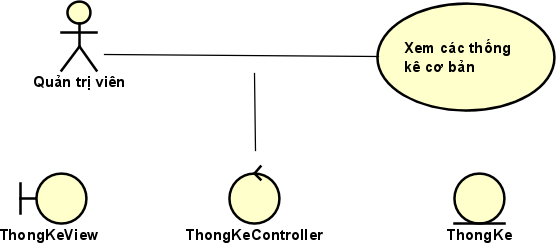 Xem các thống
kê cơ bản
Quản trị viên
ThongKeView
ThongKeController
ThongKe